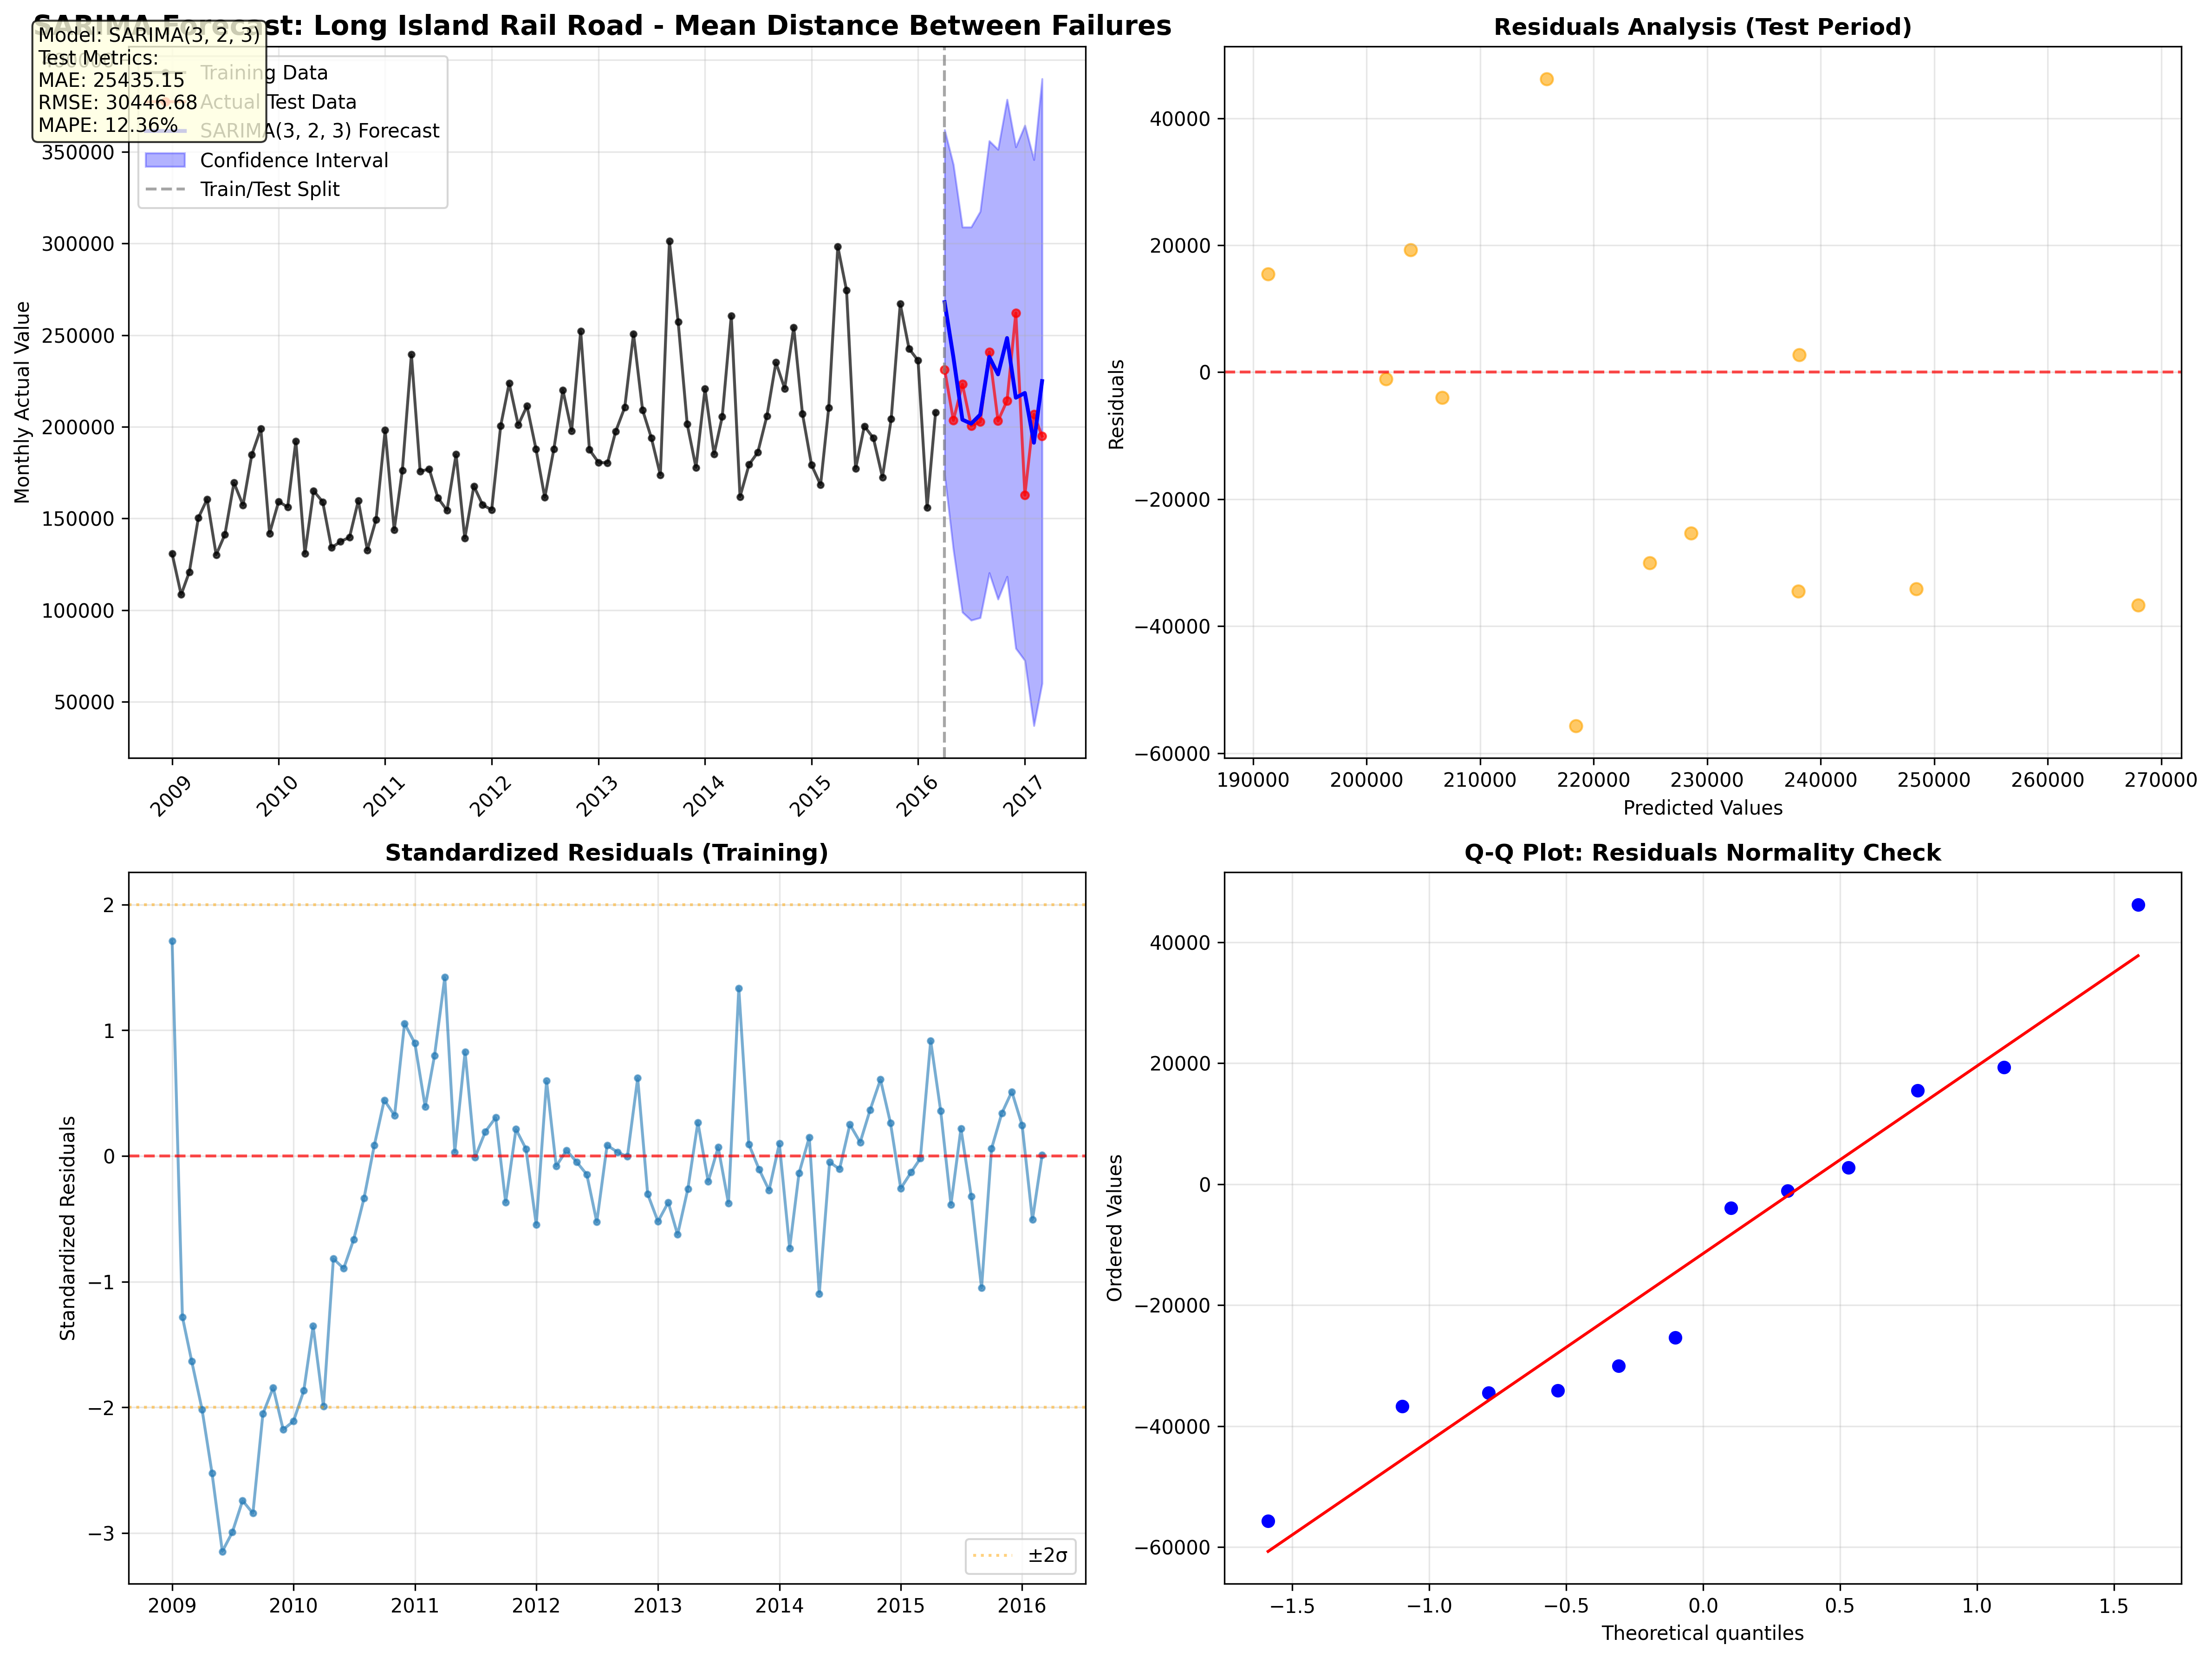 SARIMA Forecast: Long Island Rail Road - Mean Distance Between Failures
Model: SARIMA(3, 2, 3)
Test Metrics:
MAE: 25435.15
RMSE: 30446.68
MAPE: 12.36%
Training Data
Actual Test Data
SARIMA(3, 2, 3) Forecast
Confidence Interval
Train/Test Split
Monthly Actual Value
400000
350000
300000
250000
200000
150000
100000
50000
2009
2010
2011
2012
2013
2014
2015
2016
2017
Residuals Analysis (Test Period)
Residuals
40000
20000
0
−20000
−40000
−60000
190000
200000
210000
220000
230000
240000
250000
260000
270000
Predicted Values
Standardized Residuals (Training)
Standardized Residuals
2
1
0
−1
−2
−3
±2σ
2009
2010
2011
2012
2013
2014
2015
2016
Q-Q Plot: Residuals Normality Check
Ordered Values
40000
20000
0
−20000
−40000
−60000
−1.5
−1.0
−0.5
0.0
0.5
1.0
1.5
Theoretical quantiles